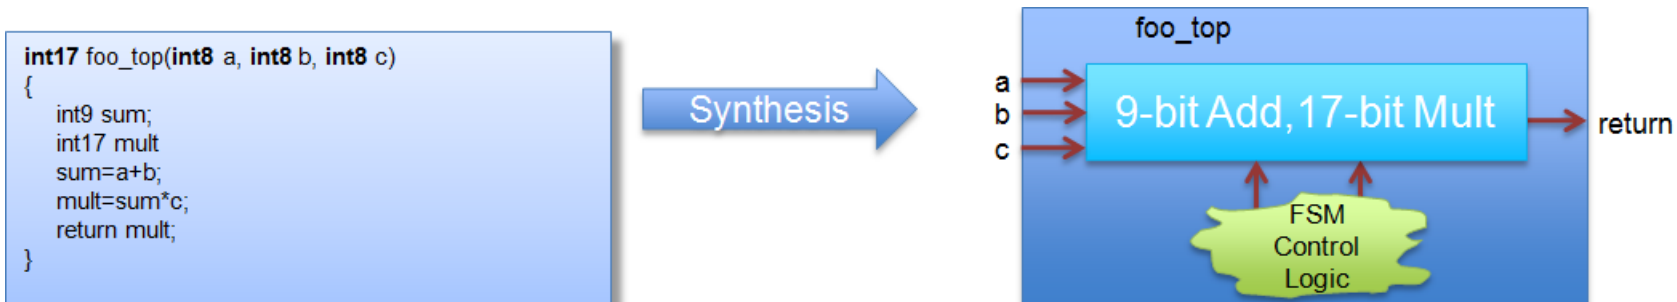 int17 foo_top(int8 a, int8 b, int8 c)
{
int9 sum;
int17 mult
sum=a+b;
mult=sum*c;
return mult;
}
Synthesis
foo_top
a
b
c
9-bit Add,17-bit Mult
return
FSM
Control
Logic